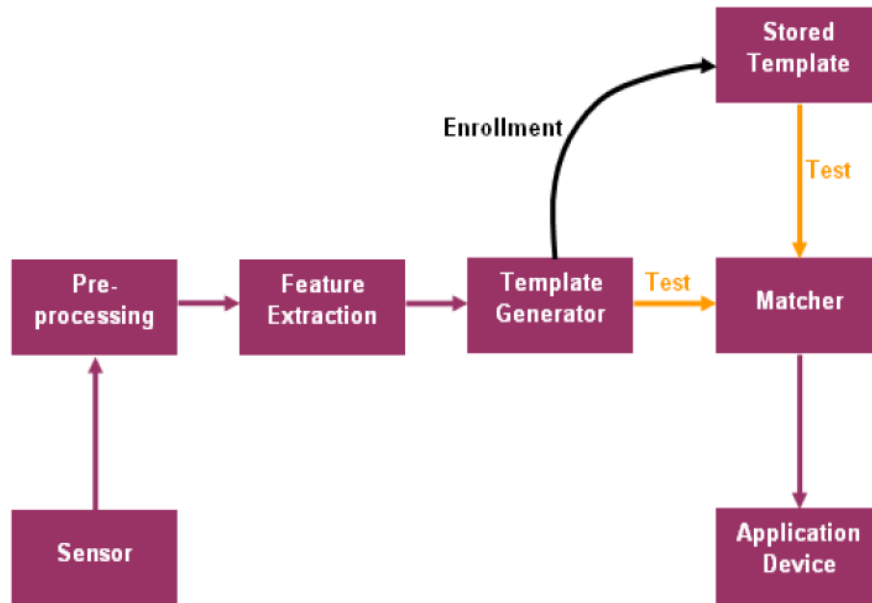 Stored
Template
Enrollment
Test
Pre-
processing
Feature
Extraction
Template
Generator
Test
Matcher
Sensor
Application
Device